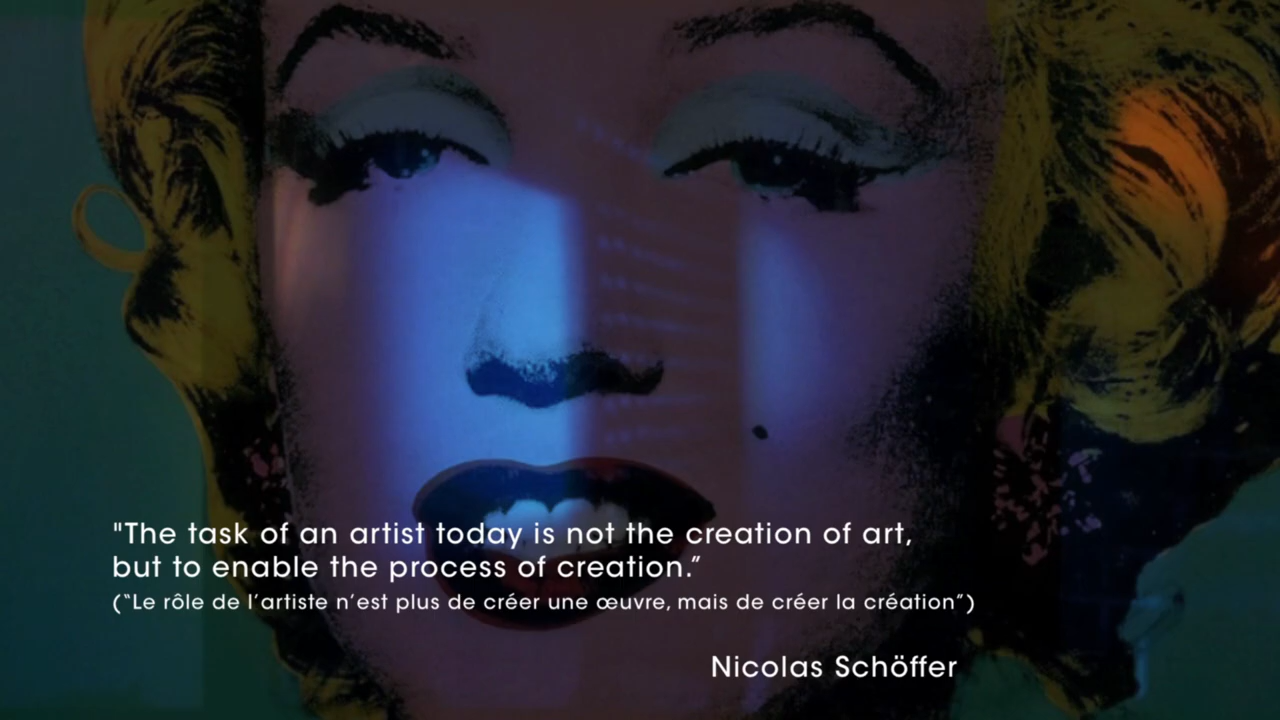 "The task of an artist today is not the creation of art,
but to enable the process of creation.”
(“Le rôle de l’artiste n’est plus de créer une œuvre, mais de créer la création”)
Nicolas Schöffer